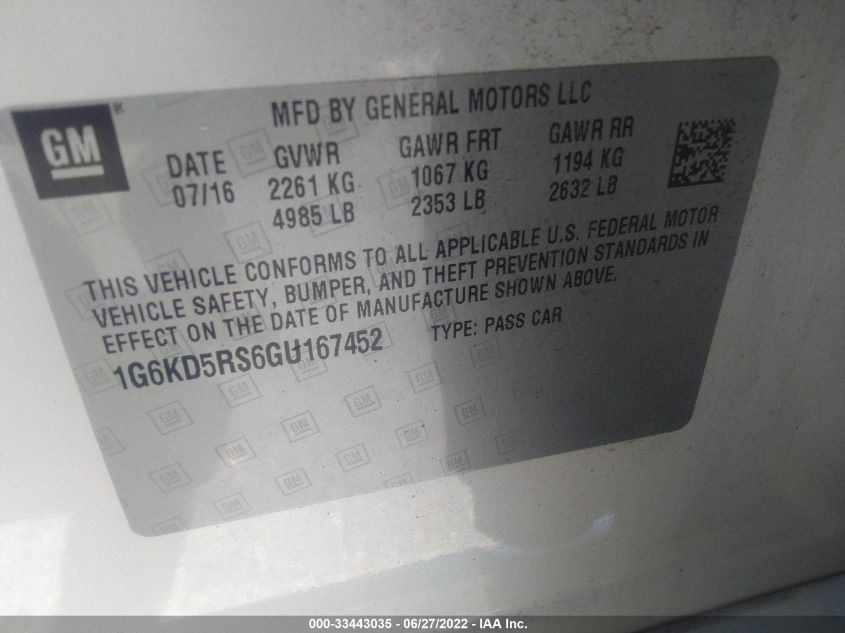 GM
MFD BY GENERAL MOTORS LLC
DATE GVWR GAWR FRT GAWR RR
07/16 2261 KG 1067 KG 1194 KG
4985 LB 2353 LB 2632 LB
THIS VEHICLE CONFORMS TO ALL APPLICABLE U.S. FEDERAL MOTOR
VEHICLE SAFETY, BUMPER, AND THEFT PREVENTION STANDARDS IN
EFFECT ON THE DATE OF MANUFACTURE SHOWN ABOVE.
1G6KD5RS6GU167452 TYPE: PASS CAR
000-33443035 - 06/27/2022 - IAA Inc.